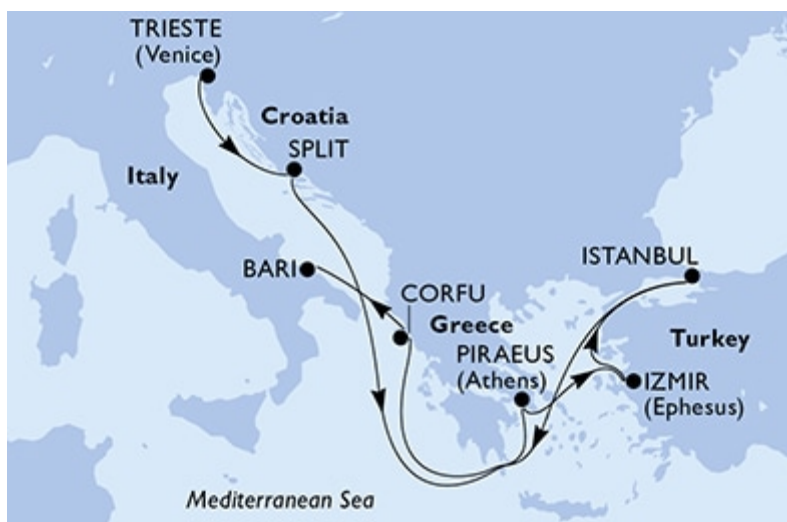 TRIESTE
(Venice)
Croatia
SPLIT
Italy
BARI
CORFU
Greece
PIRAEUS
(Athens)
ISTANBUL
Turkey
IZMIR
(Ephesus)
Mediterranean Sea